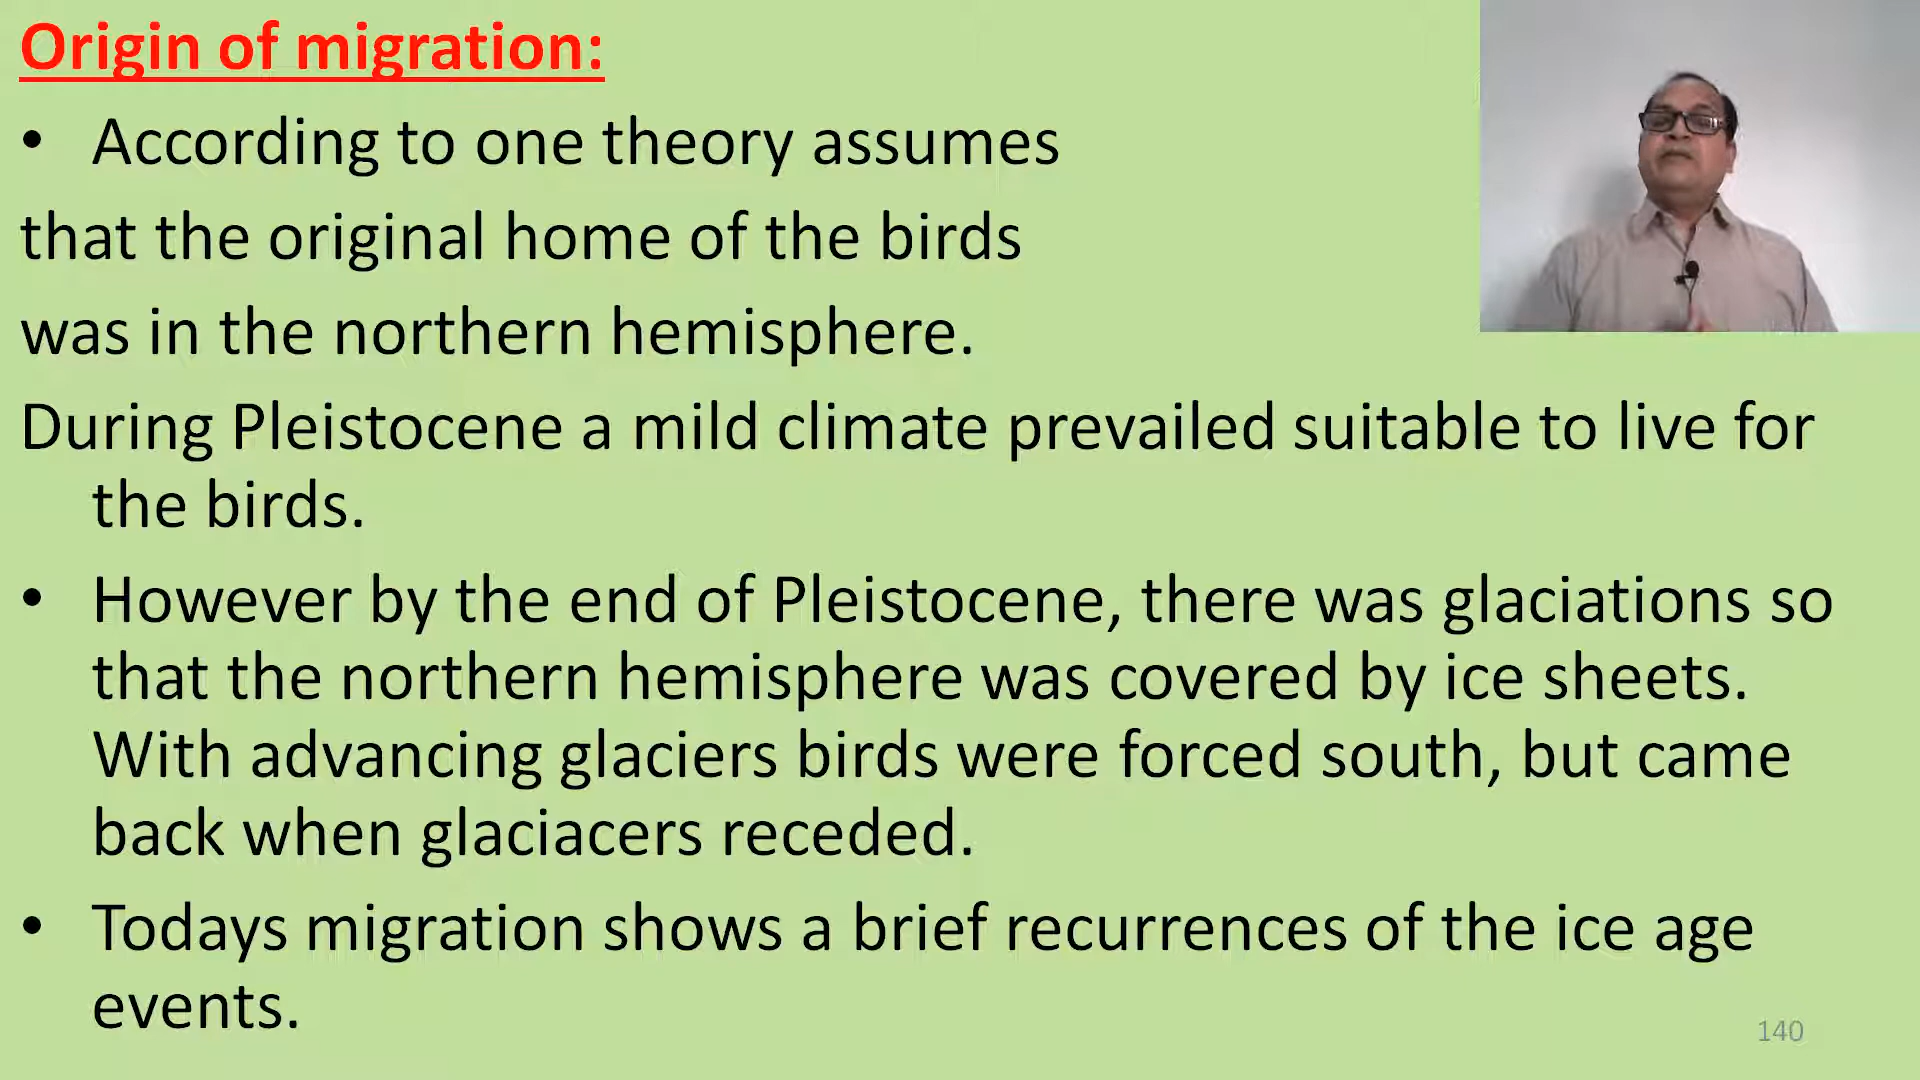 Origin of migration:
• According to one theory assumes
that the original home of the birds
was in the northern hemisphere.
During Pleistocene a mild climate prevailed suitable to live for
the birds.
• However by the end of Pleistocene, there was glaciations so
that the northern hemisphere was covered by ice sheets.
With advancing glaciers birds were forced south, but came
back when glaciacers receded.
• Todays migration shows a brief recurrences of the ice age
events.
140